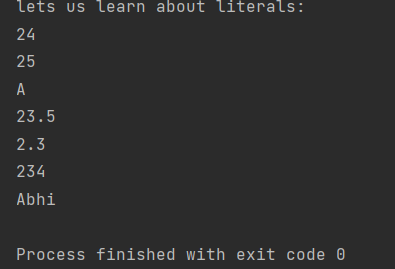 lets us learn about literals:
24
25
A
23.5
2.3
234
Abhi
Process finished with exit code 0